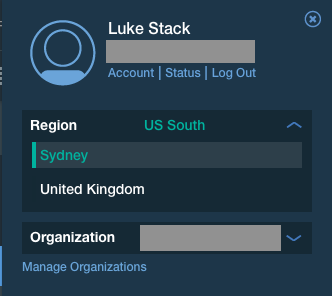 Luke Stack
Account | Status | Log Out
Region US South
Sydney
United Kingdom
Organization
Manage Organizations